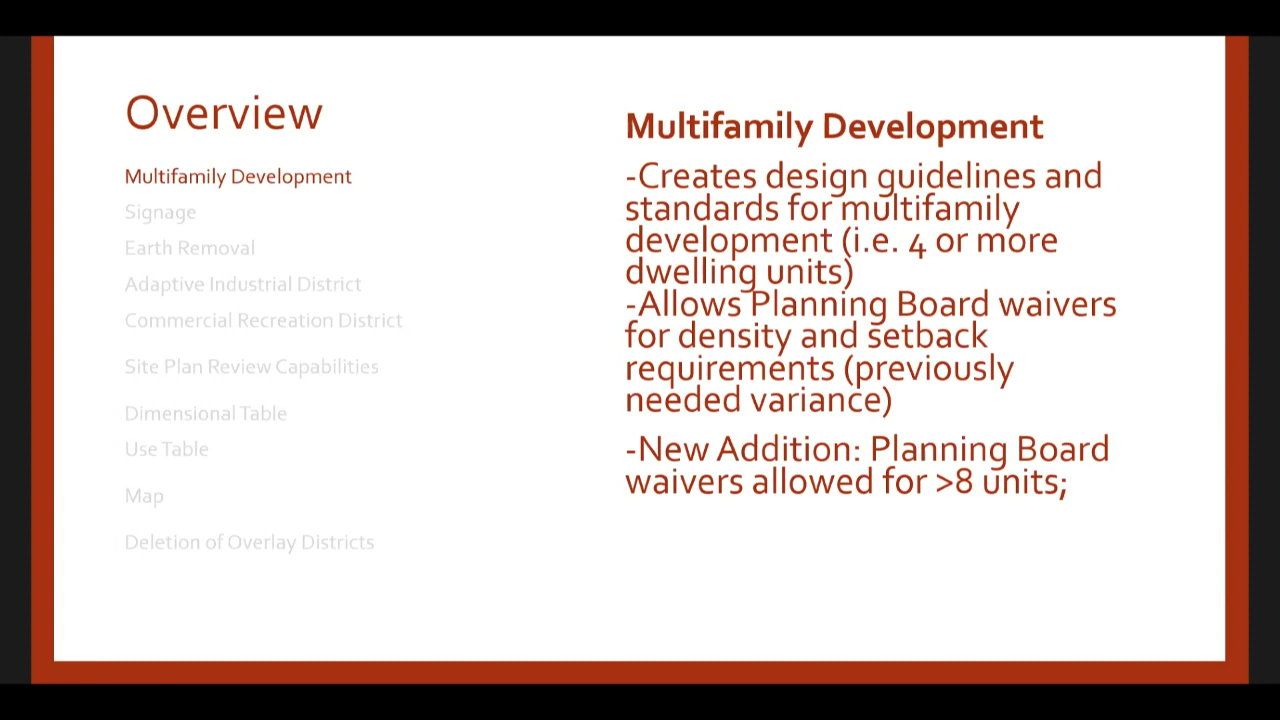 Overview
Multifamily Development
Signage
Earth Removal
Adaptive Industrial District
Commercial Recreation District
Site Plan Review Capabilities
Dimensional Table
Use Table
Map
Deletion of Overlay Districts
Multifamily Development
-Creates design guidelines and
standards for multifamily
development (i.e. 4 or more
dwelling units)
-Allows Planning Board waivers
for density and setback
requirements (previously
needed variance)
-New Addition: Planning Board
waivers allowed for >8 units;